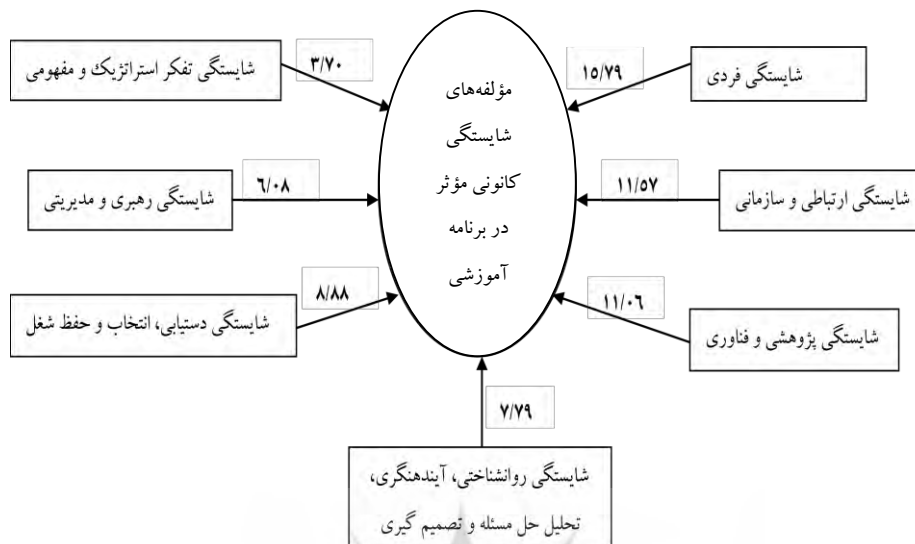 مؤلفه‌های
شایستگی
کانونی مؤثر
در برنامه
آموزشی
شایستگی فردی
۱۵/۷۹
شایستگی ارتباطی و سازمانی
۱۱/۵۷
شایستگی پژوهشی و فناوری
۱۱/۰۶
شایستگی روانشناختی، آیندهنگری،
تحلیل حل مسئله و تصمیم گیری
۷/۷۹
شایستگی دستیابی، انتخاب و حفظ شغل
۸/۸۸
شایستگی رهبری و مدیریتی
۶/۰۸
شایستگی تفکر استراتژیک و مفهومی
۳/۷۰